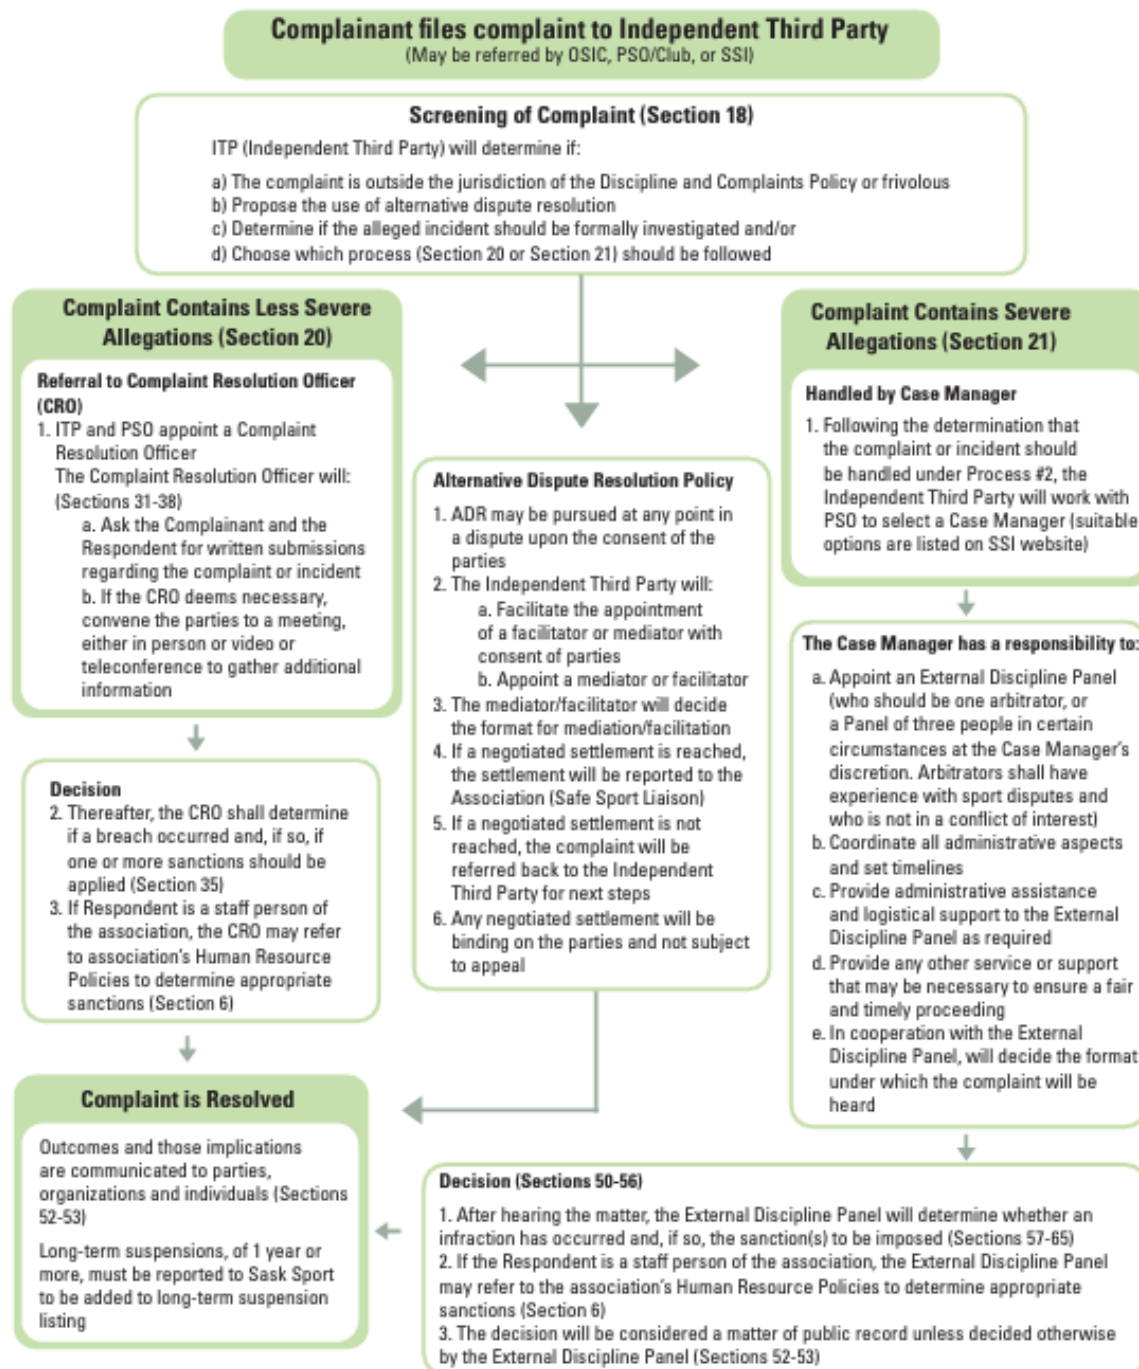 Complainant files complaint to Independent Third Party
(May be referred by OSIC, PSO/Club, or SSI)
Screening of Complaint (Section 18)
ITP (Independent Third Party) will determine if:
a) The complaint is outside the jurisdiction of the Discipline and Complaints Policy or frivolous
b) Propose the use of alternative dispute resolution
c) Determine if the alleged incident should be formally investigated and/or
d) Choose which process (Section 20 or Section 21) should be followed
Complaint Contains Less Severe
Allegations (Section 20)
Referral to Complaint Resolution Officer
(CRO)
1. ITP and PSO appoint a Complaint
Resolution Officer
The Complaint Resolution Officer will:
(Sections 31-38)
a. Ask the Complainant and the
Respondent for written submissions
regarding the complaint or incident
b. If the CRO deems necessary,
convene the parties to a meeting,
either in person or video or
teleconference to gather additional
information
Decision
2. Thereafter, the CRO shall determine
if a breach occurred and, if so, if
one or more sanctions should be
applied (Section 35)
3. If Respondent is a staff person of
the association, the CRO may refer
to association's Human Resource
Policies to determine appropriate
sanctions (Section 6)
Alternative Dispute Resolution Policy
1. ADR may be pursued at any point in
a dispute upon the consent of the
parties
2. The Independent Third Party will:
a. Facilitate the appointment
of a facilitator or mediator with
consent of parties
b. Appoint a mediator or facilitator
3. The mediator/facilitator will decide
the format for mediation/facilitation
4. If a negotiated settlement is reached,
the settlement will be reported to the
Association (Safe Sport Liaison)
5. If a negotiated settlement is not
reached, the complaint will be
referred back to the Independent
Third Party for next steps
6. Any negotiated settlement will be
binding on the parties and not subject
to appeal
Complaint Contains Severe
Allegations (Section 21)
Handled by Case Manager
1. Following the determination that
the complaint or incident should
be handled under Process #2, the
Independent Third Party will work with
PSO to select a Case Manager (suitable
options are listed on SSI website)
The Case Manager has a responsibility to:
a. Appoint an External Discipline Panel
(who should be one arbitrator, or
a Panel of three people in certain
circumstances at the Case Manager's
discretion. Arbitrators shall have
experience with sport disputes and
who is not in a conflict of interest)
b. Coordinate all administrative aspects
and set timelines
c. Provide administrative assistance
and logistical support to the External
Discipline Panel as required
d. Provide any other service or support
that may be necessary to ensure a fair
and timely proceeding
e. In cooperation with the External
Discipline Panel, will decide the format
under which the complaint will be
heard
Decision (Sections 50-56)
1. After hearing the matter, the External Discipline Panel will determine whether an
infraction has occurred and, if so, the sanction(s) to be imposed (Sections 57-65)
2. If the Respondent is a staff person of the association, the External Discipline Panel
may refer to the association's Human Resource Policies to determine appropriate
sanctions (Section 6)
3. The decision will be considered a matter of public record unless decided otherwise
by the External Discipline Panel (Sections 52-53)
Complaint is Resolved
Outcomes and those implications
are communicated to parties,
organizations and individuals (Sections
52-53)
Long-term suspensions, of 1 year or
more, must be reported to Sask Sport
to be added to long-term suspension
listing